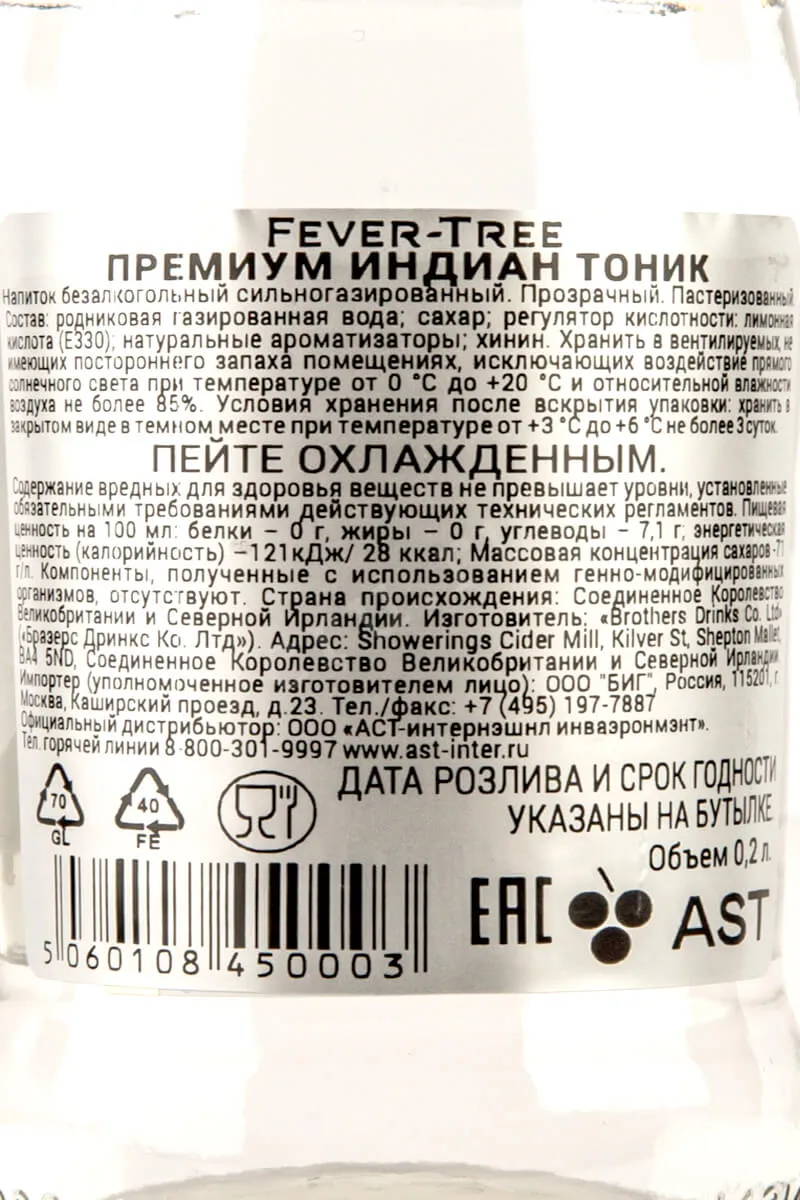 FEVER-TREE
ПРЕМИУМ ИНДИАН ТОНИК
Напиток безалкогольный сильногазированный. Прозрачный. Пастеризованный
Состав: родниковая газированная вода; сахар; регулятор кислотности: лимонная
кислота (E330); натуральные ароматизаторы; хинин. Хранить в вентилируемых, не
имеющих постороннего запаха помещениях, исключающих воздействие прямого
солнечного света при температуре от 0 °C до +20 °C и относительной влажности
воздуха не более 85%. Условия хранения после вскрытия упаковки: хранить в
закрытом виде в темном месте при температуре от +3 °C до +6 °C не более 3 суток.
ПЕЙТЕ ОХЛАЖДЕННЫМ.
Содержание вредных для здоровья веществ не превышает уровни, установленные
обязательными требованиями действующих технических регламентов. Пищевая
ценность на 100 мл: белки – 0 г, жиры – 0 г, углеводы – 7,1 г; энергетическая
ценность (калорийность) –121кДж/ 28 ккал; Массовая концентрация сахаров -71
г/л. Компоненты, полученные с использованием генно-модифицированных
организмов, отсутствуют. Страна происхождения: Соединенное Королевство
Великобритании и Северной Ирландии. Изготовитель: «Brothers Drinks Co. Ltd»
(«Бразерс Дринкс Ко. Лтд»). Адрес: Showerings Cider Mill, Kilver St, Shepton Mallet,
BA4 5ND, Соединенное Королевство Великобритании и Северной Ирландии
Импортер (уполномоченное изготовителем лицо): ООО "БИГ", Россия, 115201, г.
Москва, Каширский проезд, д.23. Тел./факс: +7 (495) 197-7887
Официальный дистрибьютор: ООО «АСТ-интернэшнл инваэронмэнт».
Тел. горячей линии 8-800-301-9997 www.ast-inter.ru
ДАТА РОЗЛИВА И СРОК ГОДНОСТИ
УКАЗАНЫ НА БУТЫЛКЕ
70
GL
40
FE
Объем 0,2 л.
EAC
AST
5 060108 450003